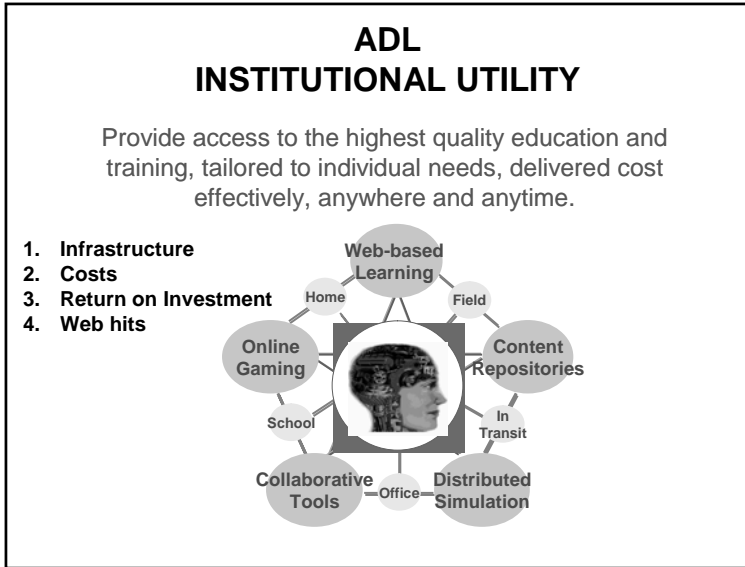 ADL
INSTITUTIONAL UTILITY
Provide access to the highest quality education and
training, tailored to individual needs, delivered cost
effectively, anywhere and anytime.
1. Infrastructure
2. Costs
3. Return on Investment
4. Web hits
Web-based
Learning
Home
Field
Online
Gaming
Content
Repositories
School
In
Transit
Collaborative
Tools
Office
Distributed
Simulation